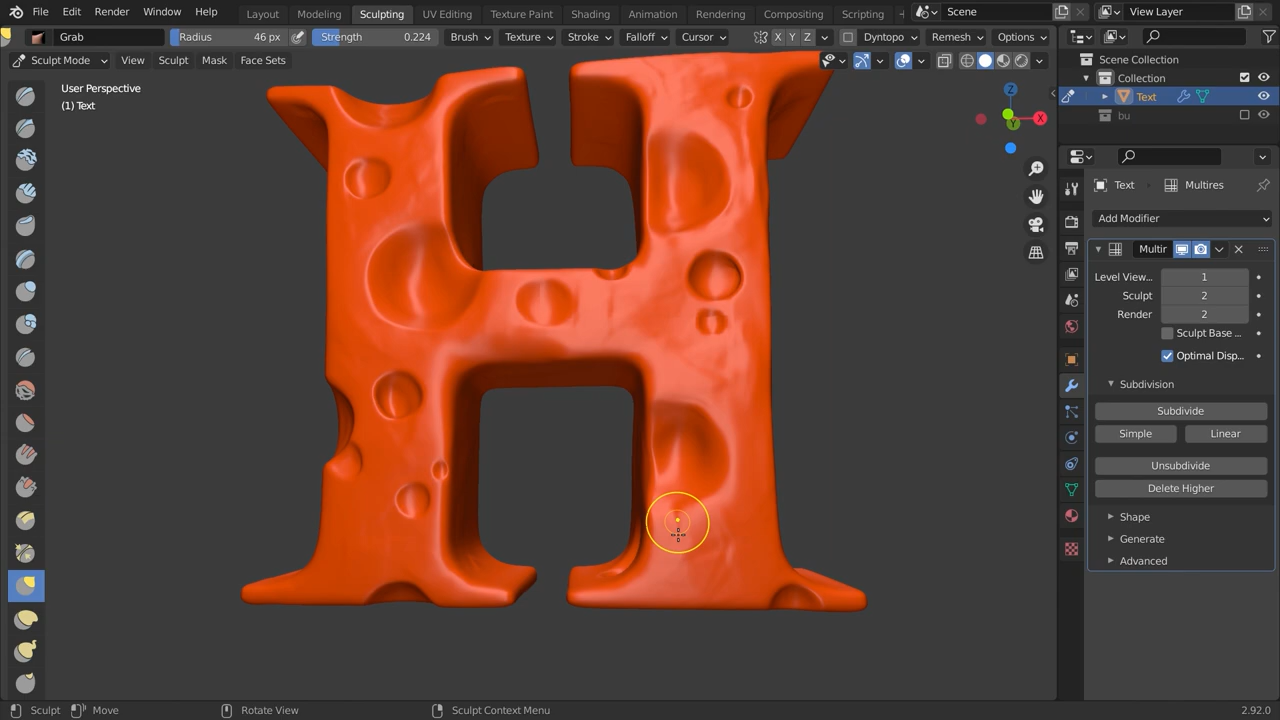 File Edit Render Window Help Layout Modeling Sculpting UV Editing Texture Paint Shading Animation Rendering Compositing Scripting + Scene View Layer
Grab Radius 46 px Strength 0.224 Brush Texture Stroke Falloff Cursor X Y Z Dyntopo Remesh Options
Sculpt Mode View Sculpt Mask Face Sets
Scene Collection
Collection
Text
bu
User Perspective
(1) Text
Z
X
Y
Text Multires
Add Modifier
Multir
Level View... 1
Sculpt 2
Render 2
Sculpt Base ...
Optimal Disp...
Subdivision
Subdivide
Simple Linear
Unsubdivide
Delete Higher
Shape
Generate
Advanced
H
Sculpt Move Rotate View Sculpt Context Menu 2.92.0